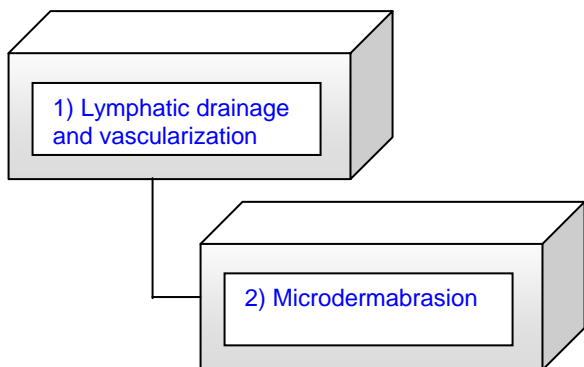 1) Lymphatic drainage
and vascularization
2) Microdermabrasion